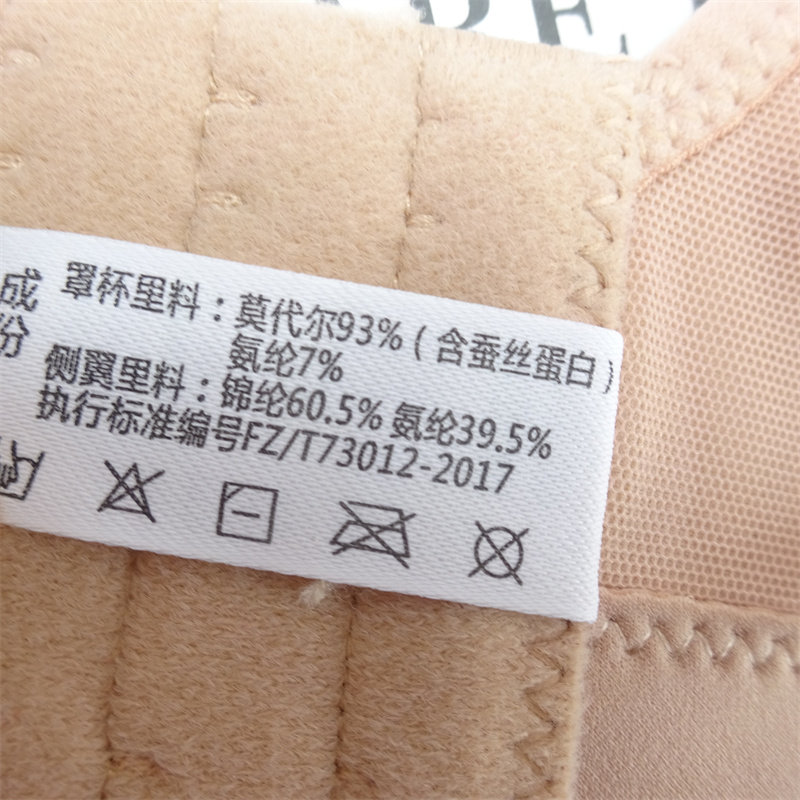 成份
罩杯里料：莫代尔93%（含蚕丝蛋白）
氨纶7%
侧翼里料：锦纶60.5% 氨纶39.5%
执行标准编号FZ/T73012-2017